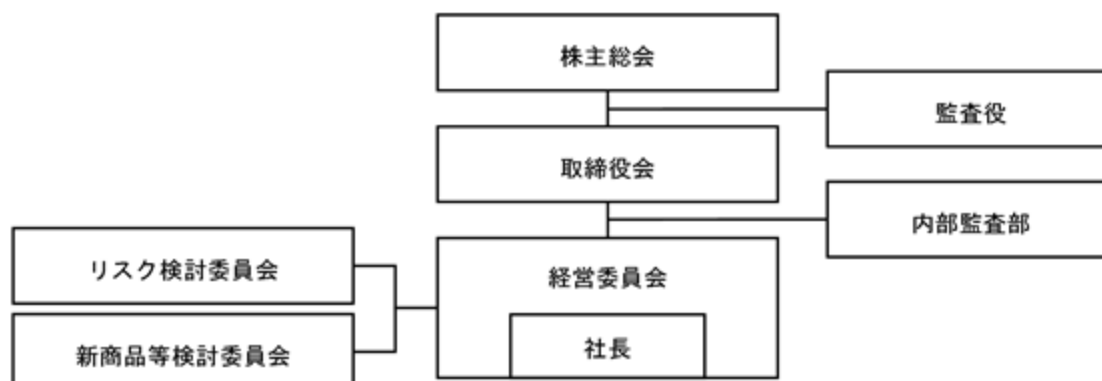 株主総会
監査役
取締役会
内部監査部
リスク検討委員会
経営委員会
新商品等検討委員会
社長